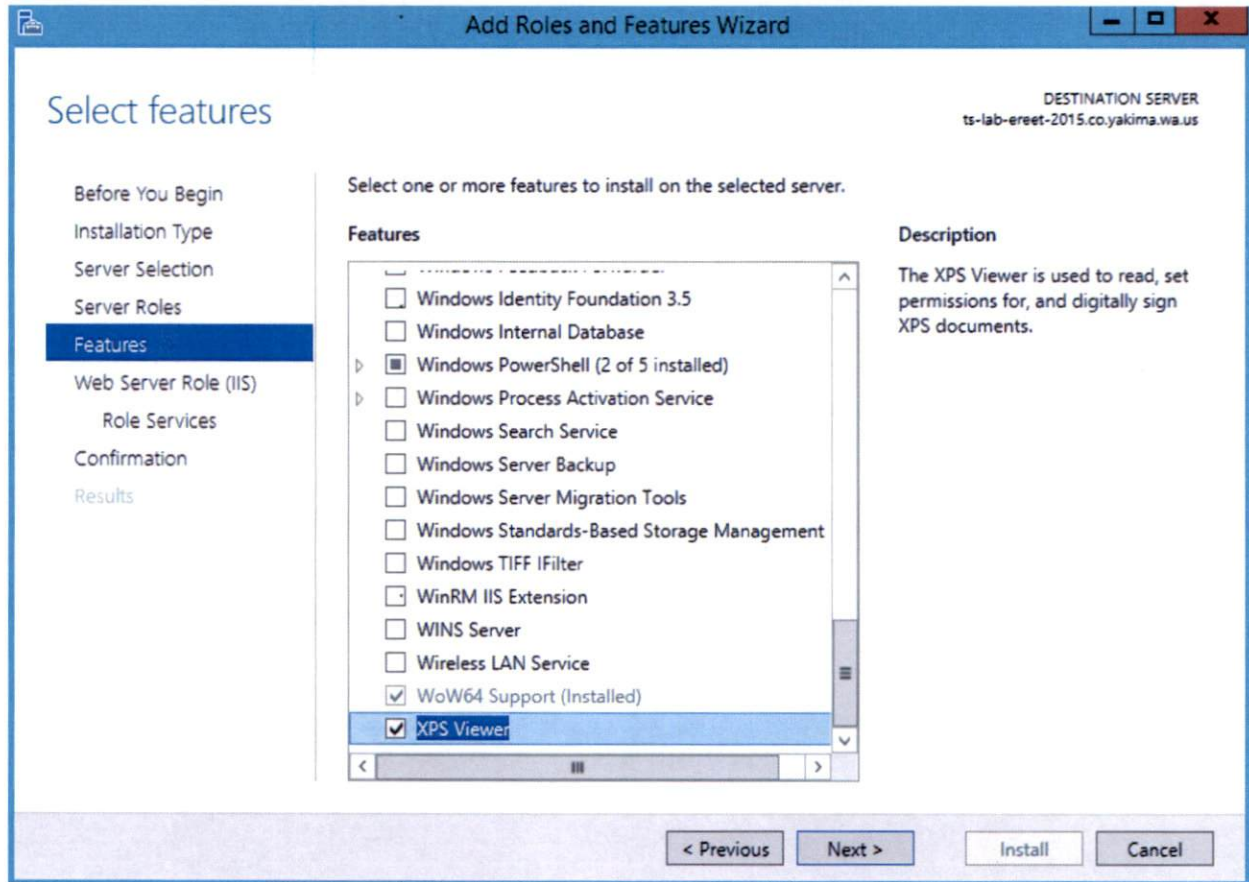 Add Roles and Features Wizard
Select features
DESTINATION SERVER
ts-lab-ereet-2015.co.yakima.wa.us
Before You Begin
Installation Type
Server Selection
Server Roles
Features
Web Server Role (IIS)
Role Services
Confirmation
Results
Select one or more features to install on the selected server.
Features
Windows Identity Foundation 3.5
Windows Internal Database
Windows PowerShell (2 of 5 installed)
Windows Process Activation Service
Windows Search Service
Windows Server Backup
Windows Server Migration Tools
Windows Standards-Based Storage Management
Windows TIFF IFilter
WinRM IIS Extension
WINS Server
Wireless LAN Service
WoW64 Support (Installed)
XPS Viewer
Description
The XPS Viewer is used to read, set
permissions for, and digitally sign
XPS documents.
< Previous
Next >
Install
Cancel